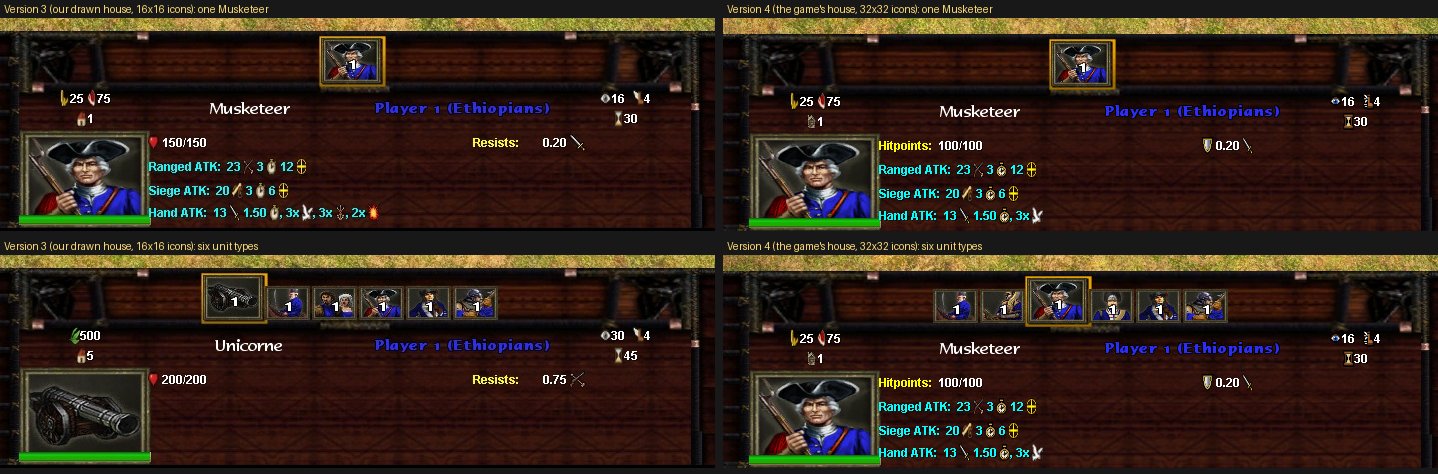 Version 3 (our drawn house, 16x16 icons): one Musketeer
1
25 75 16 4
Musketeer Player 1 (Ethiopians)
1 30
150/150 Resists: 0.20
Ranged ATK: 23 3 12
Siege ATK: 20 3 6
Hand ATK: 13 1.50 , 3x , 3x , 2x
Version 4 (the game's house, 32x32 icons): one Musketeer
1
25 75 16 4
Musketeer Player 1 (Ethiopians)
1 30
Hitpoints: 100/100 0.20
Ranged ATK: 23 3 12
Siege ATK: 20 3 6
Hand ATK: 13 1.50 , 3x
Version 3 (our drawn house, 16x16 icons): six unit types
1 1 1 1 1 1
500 30 4
Unicorne Player 1 (Ethiopians)
5 45
200/200 Resists: 0.75
Version 4 (the game's house, 32x32 icons): six unit types
1 1 1 1 1 1
25 75 16 4
Musketeer Player 1 (Ethiopians)
1 30
Hitpoints: 100/100 0.20
Ranged ATK: 23 3 12
Siege ATK: 20 3 6
Hand ATK: 13 1.50 , 3x